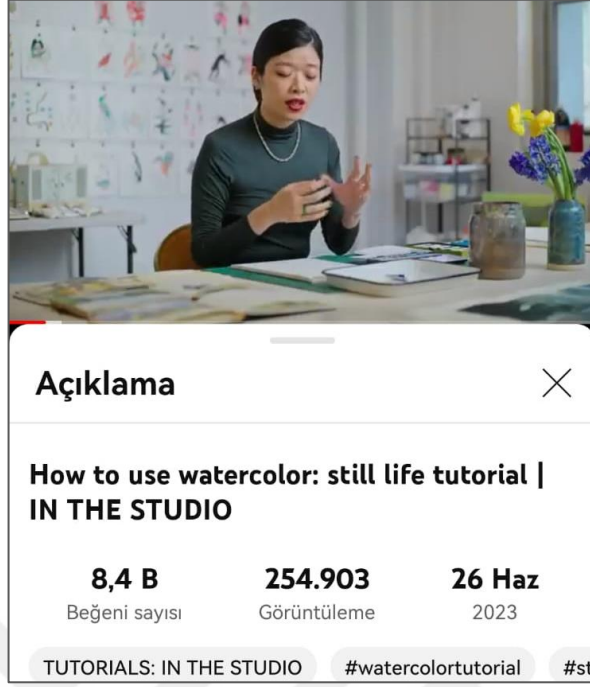 Açıklama
How to use watercolor: still life tutorial |
IN THE STUDIO
8,4 B 254.903 26 Haz
Beğeni sayısı Görüntüleme 2023
TUTORIALS: IN THE STUDIO #watercolortutorial #st